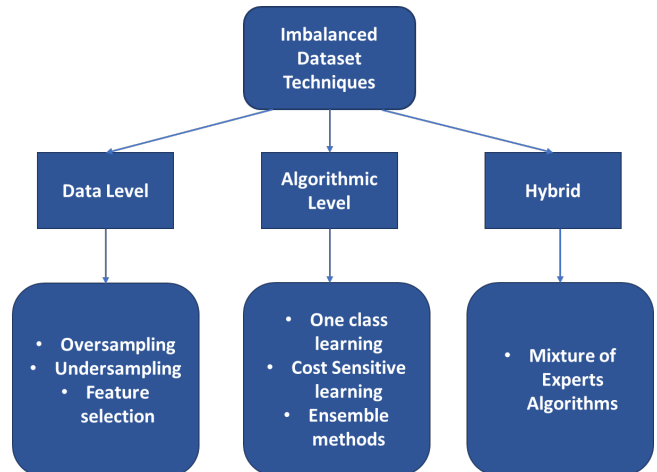 Imbalanced
Dataset
Techniques
Data Level
Algorithmic
Level
Hybrid
• Oversampling
• Undersampling
• Feature
selection
• One class
learning
• Cost Sensitive
learning
• Ensemble
methods
• Mixture of
Experts
Algorithms